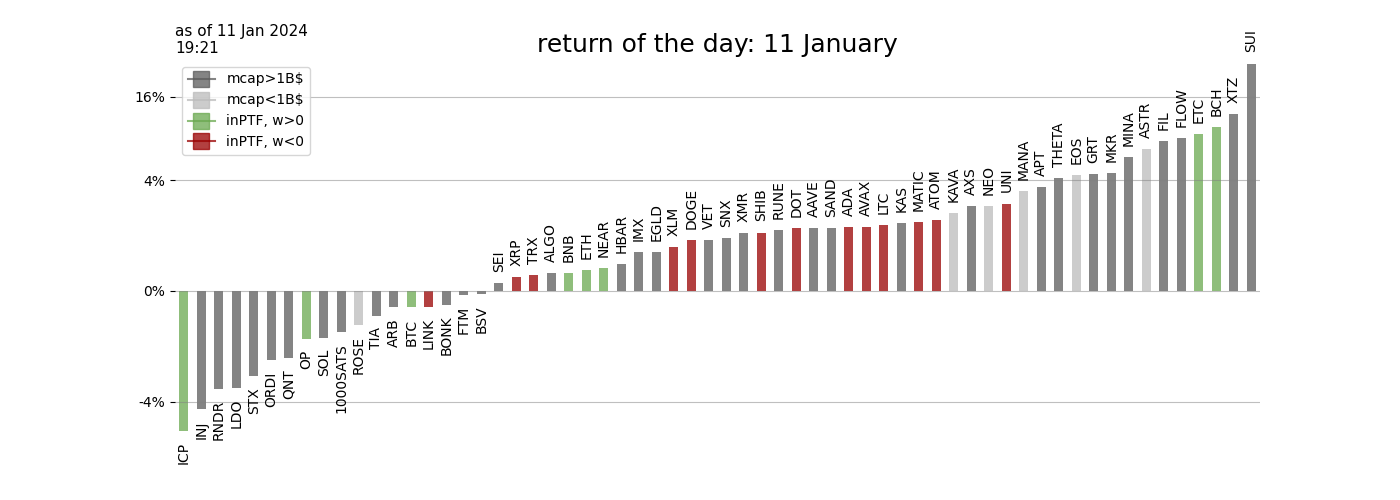 as of 11 Jan 2024
19:21
return of the day: 11 January
mcap>1B$
mcap<1B$
inPTF, w>0
inPTF, w<0
16%
4%
0%
-4%
ICP
INJ
RNDR
LDO
STX
ORDI
QNT
OP
SOL
1000SATS
ROSE
TIA
ARB
BTC
LINK
BONK
FTM
BSV
SEI
XRP
TRX
ALGO
BNB
ETH
NEAR
HBAR
IMX
EGLD
XLM
DOGE
VET
SNX
XMR
SHIB
RUNE
DOT
AAVE
SAND
ADA
AVAX
LTC
KAS
MATIC
ATOM
KAVA
AXS
NEO
UNI
MANA
APT
THETA
EOS
GRT
MKR
MINA
ASTR
FIL
FLOW
ETC
BCH
XTZ
SUI